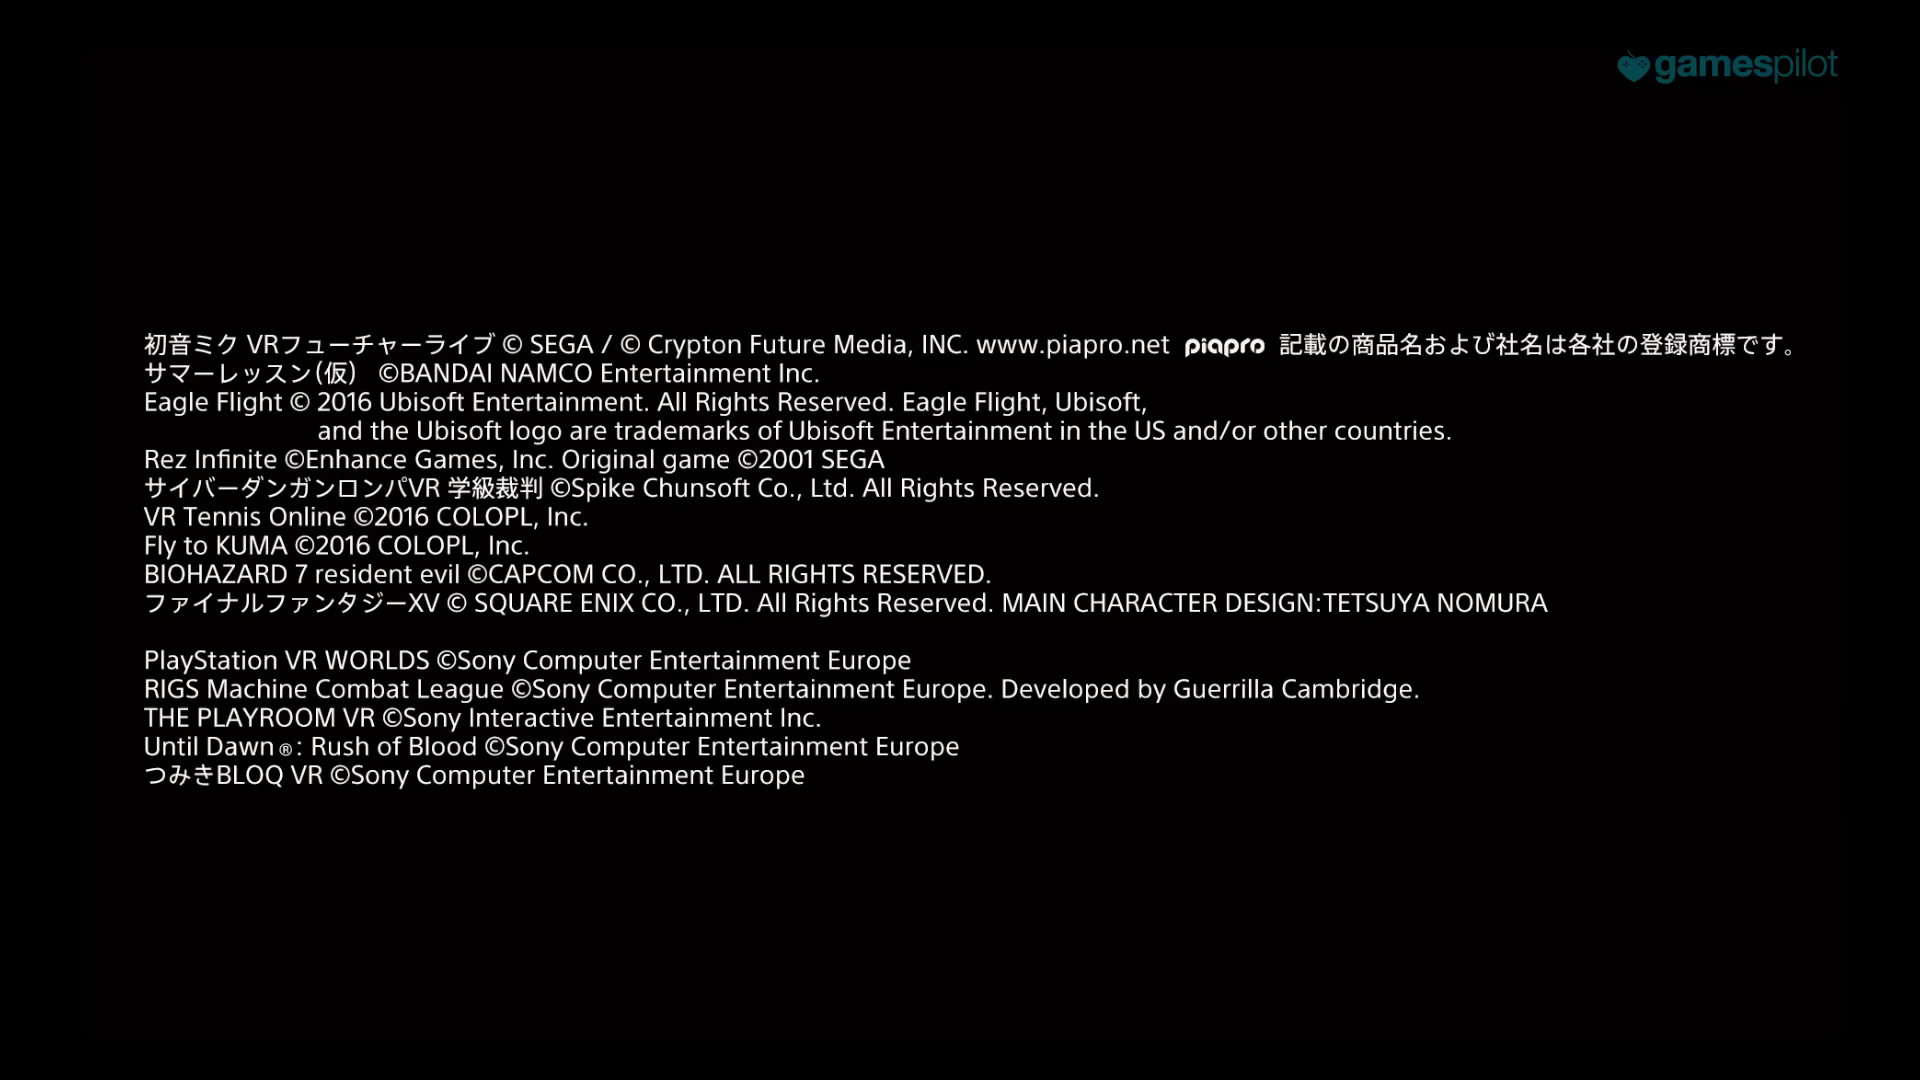 gamespilot
初音ミク VRフューチャーライブ © SEGA / © Crypton Future Media, INC. www.piapro.net piapro 記載の商品名および社名は各社の登録商標です。
サマーレッスン(仮) ©BANDAI NAMCO Entertainment Inc.
Eagle Flight © 2016 Ubisoft Entertainment. All Rights Reserved. Eagle Flight, Ubisoft,
and the Ubisoft logo are trademarks of Ubisoft Entertainment in the US and/or other countries.
Rez Infinite ©Enhance Games, Inc. Original game ©2001 SEGA
サイバーダンガンロンパVR 学級裁判 ©Spike Chunsoft Co., Ltd. All Rights Reserved.
VR Tennis Online ©2016 COLOPL, Inc.
Fly to KUMA ©2016 COLOPL, Inc.
BIOHAZARD 7 resident evil ©CAPCOM CO., LTD. ALL RIGHTS RESERVED.
ファイナルファンタジーXV © SQUARE ENIX CO., LTD. All Rights Reserved. MAIN CHARACTER DESIGN:TETSUYA NOMURA
PlayStation VR WORLDS ©Sony Computer Entertainment Europe
RIGS Machine Combat League ©Sony Computer Entertainment Europe. Developed by Guerrilla Cambridge.
THE PLAYROOM VR ©Sony Interactive Entertainment Inc.
Until Dawn®: Rush of Blood ©Sony Computer Entertainment Europe
つみきBLOQ VR ©Sony Computer Entertainment Europe